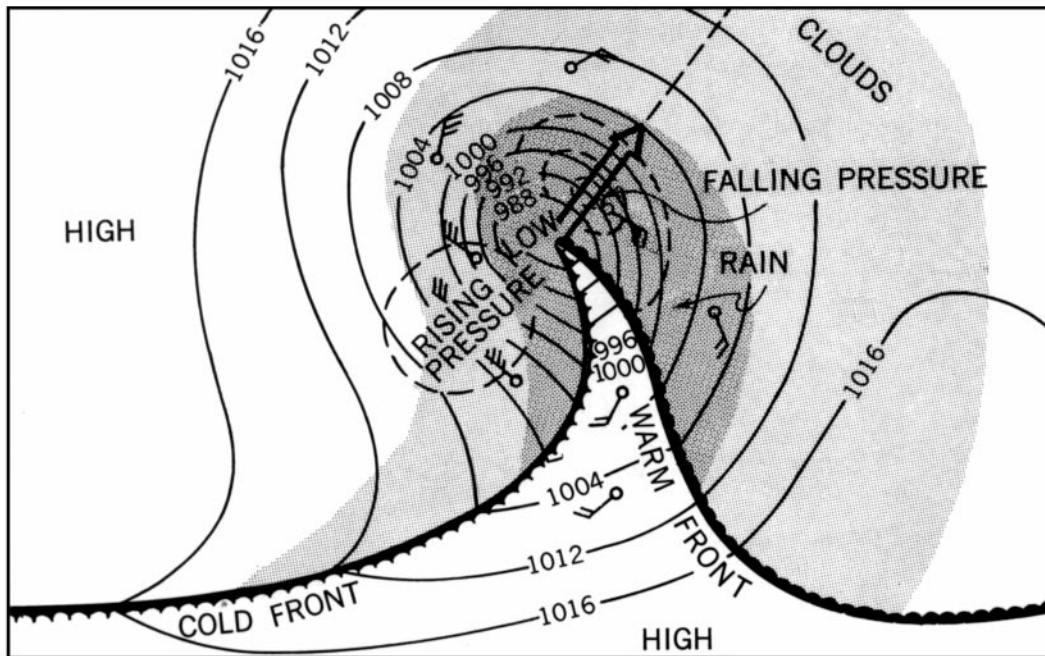 1016
1012
1008
1004
1000
996
992
988
CLOUDS
FALLING PRESSURE
HIGH
LOW
RAIN
RISING
PRESSURE
996
1000
1016
WARM
FRONT
1004
1012
1016
COLD FRONT
HIGH